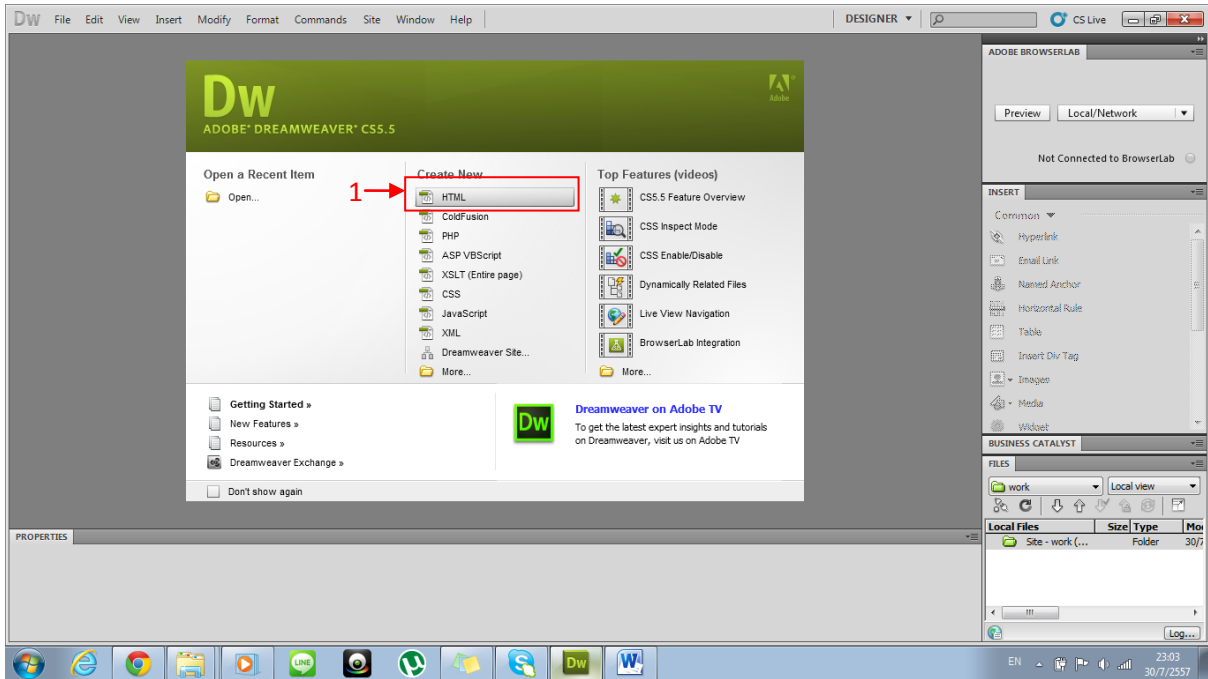 DW File Edit View Insert Modify Format Commands Site Window Help DESIGNER CS Live
Dw
ADOBE® DREAMWEAVER® CS5.5
Adobe
Open a Recent Item
Open...
1
Create New
HTML
ColdFusion
PHP
ASP VBScript
XSLT (Entire page)
CSS
JavaScript
XML
Dreamweaver Site...
More...
Top Features (videos)
CS5.5 Feature Overview
CSS Inspect Mode
CSS Enable/Disable
Dynamically Related Files
Live View Navigation
BrowserLab Integration
More...
Getting Started »
New Features »
Resources »
Dreamweaver Exchange »
Dw
Dreamweaver on Adobe TV
To get the latest expert insights and tutorials
on Dreamweaver, visit us on Adobe TV
Don't show again
PROPERTIES
ADOBE BROWSERLAB
Preview Local/Network
Not Connected to BrowserLab
INSERT
Common
Hyperlink
Email Link
Named Anchor
Horizontal Rule
Table
Insert Div Tag
Images
Media
Widget
BUSINESS CATALYST
FILES
work Local view
Local Files Size Type Mo
Site - work (... Folder 30/7
Log...
LINE Dw W EN 23:03
30/7/2557